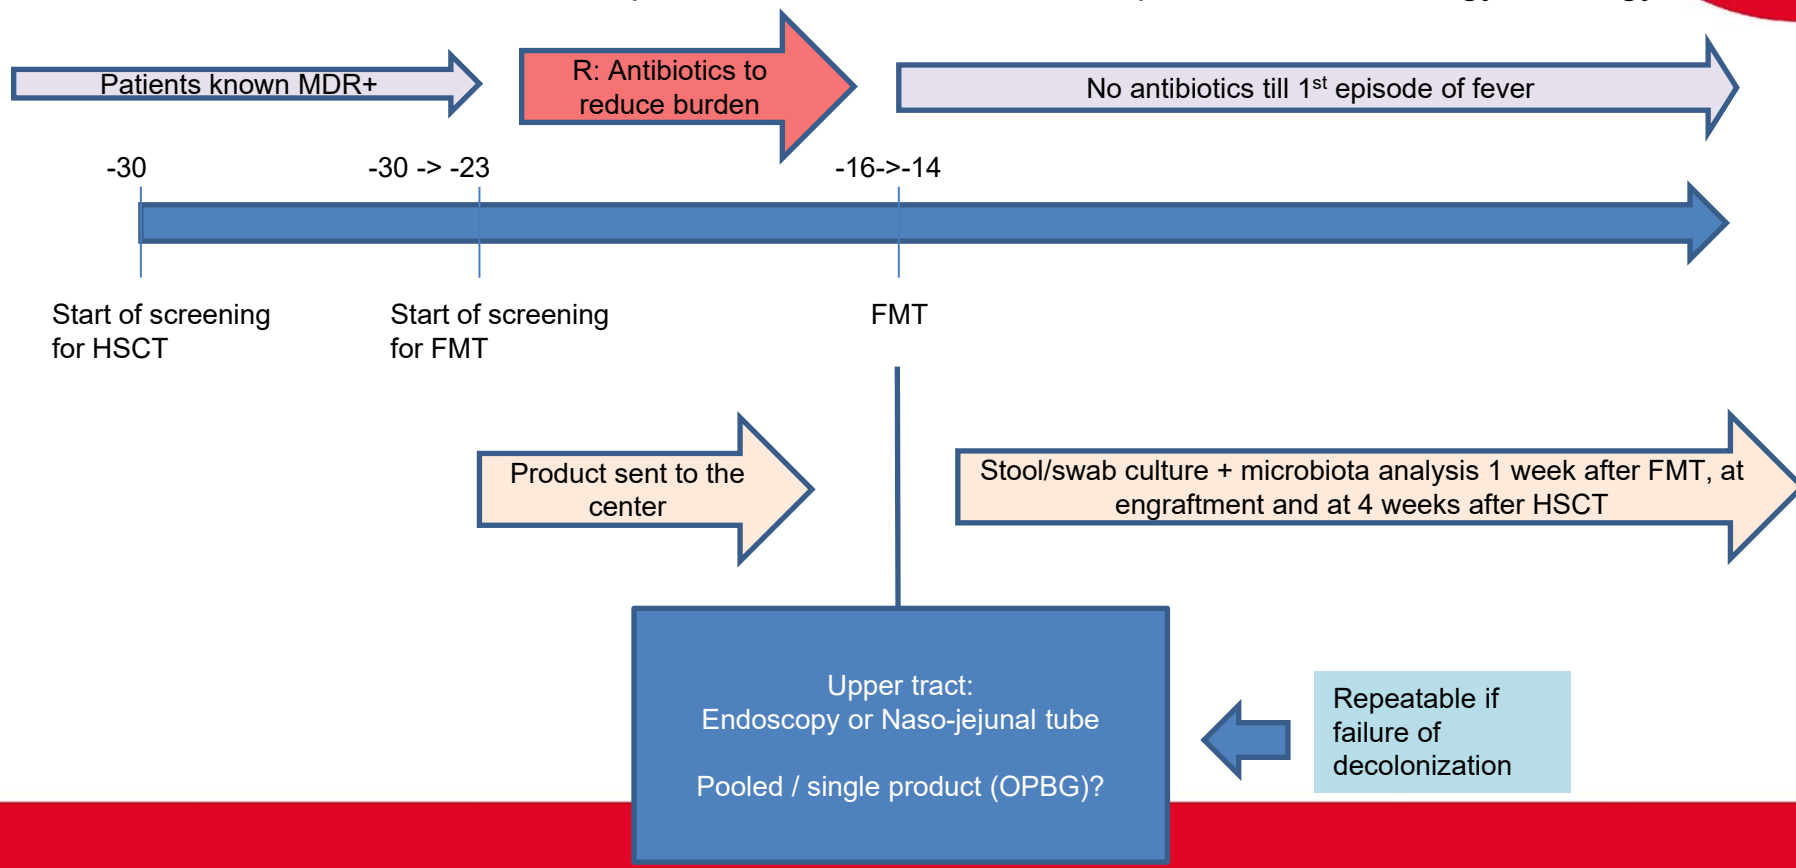 Patients known MDR+
R: Antibiotics to
reduce burden
No antibiotics till 1st episode of fever
-30
-30 -> -23
-16->-14
Start of screening
for HSCT
Start of screening
for FMT
FMT
Product sent to the
center
Stool/swab culture + microbiota analysis 1 week after FMT, at
engraftment and at 4 weeks after HSCT
Upper tract:
Endoscopy or Naso-jejunal tube
Pooled / single product (OPBG)?
Repeatable if
failure of
decolonization